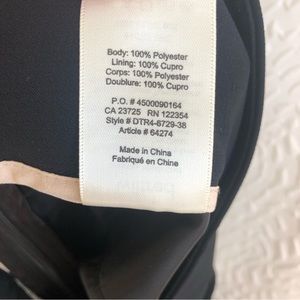 Body: 100% Polyester
Lining: 100% Cupro
Corps: 100% Polyester
Doublure: 100% Cupro
P.O. # 4500090164
CA 23725 RN 122354
Style # DTR4-6729-38
Article # 64274
Made in China
Fabriqué en Chine